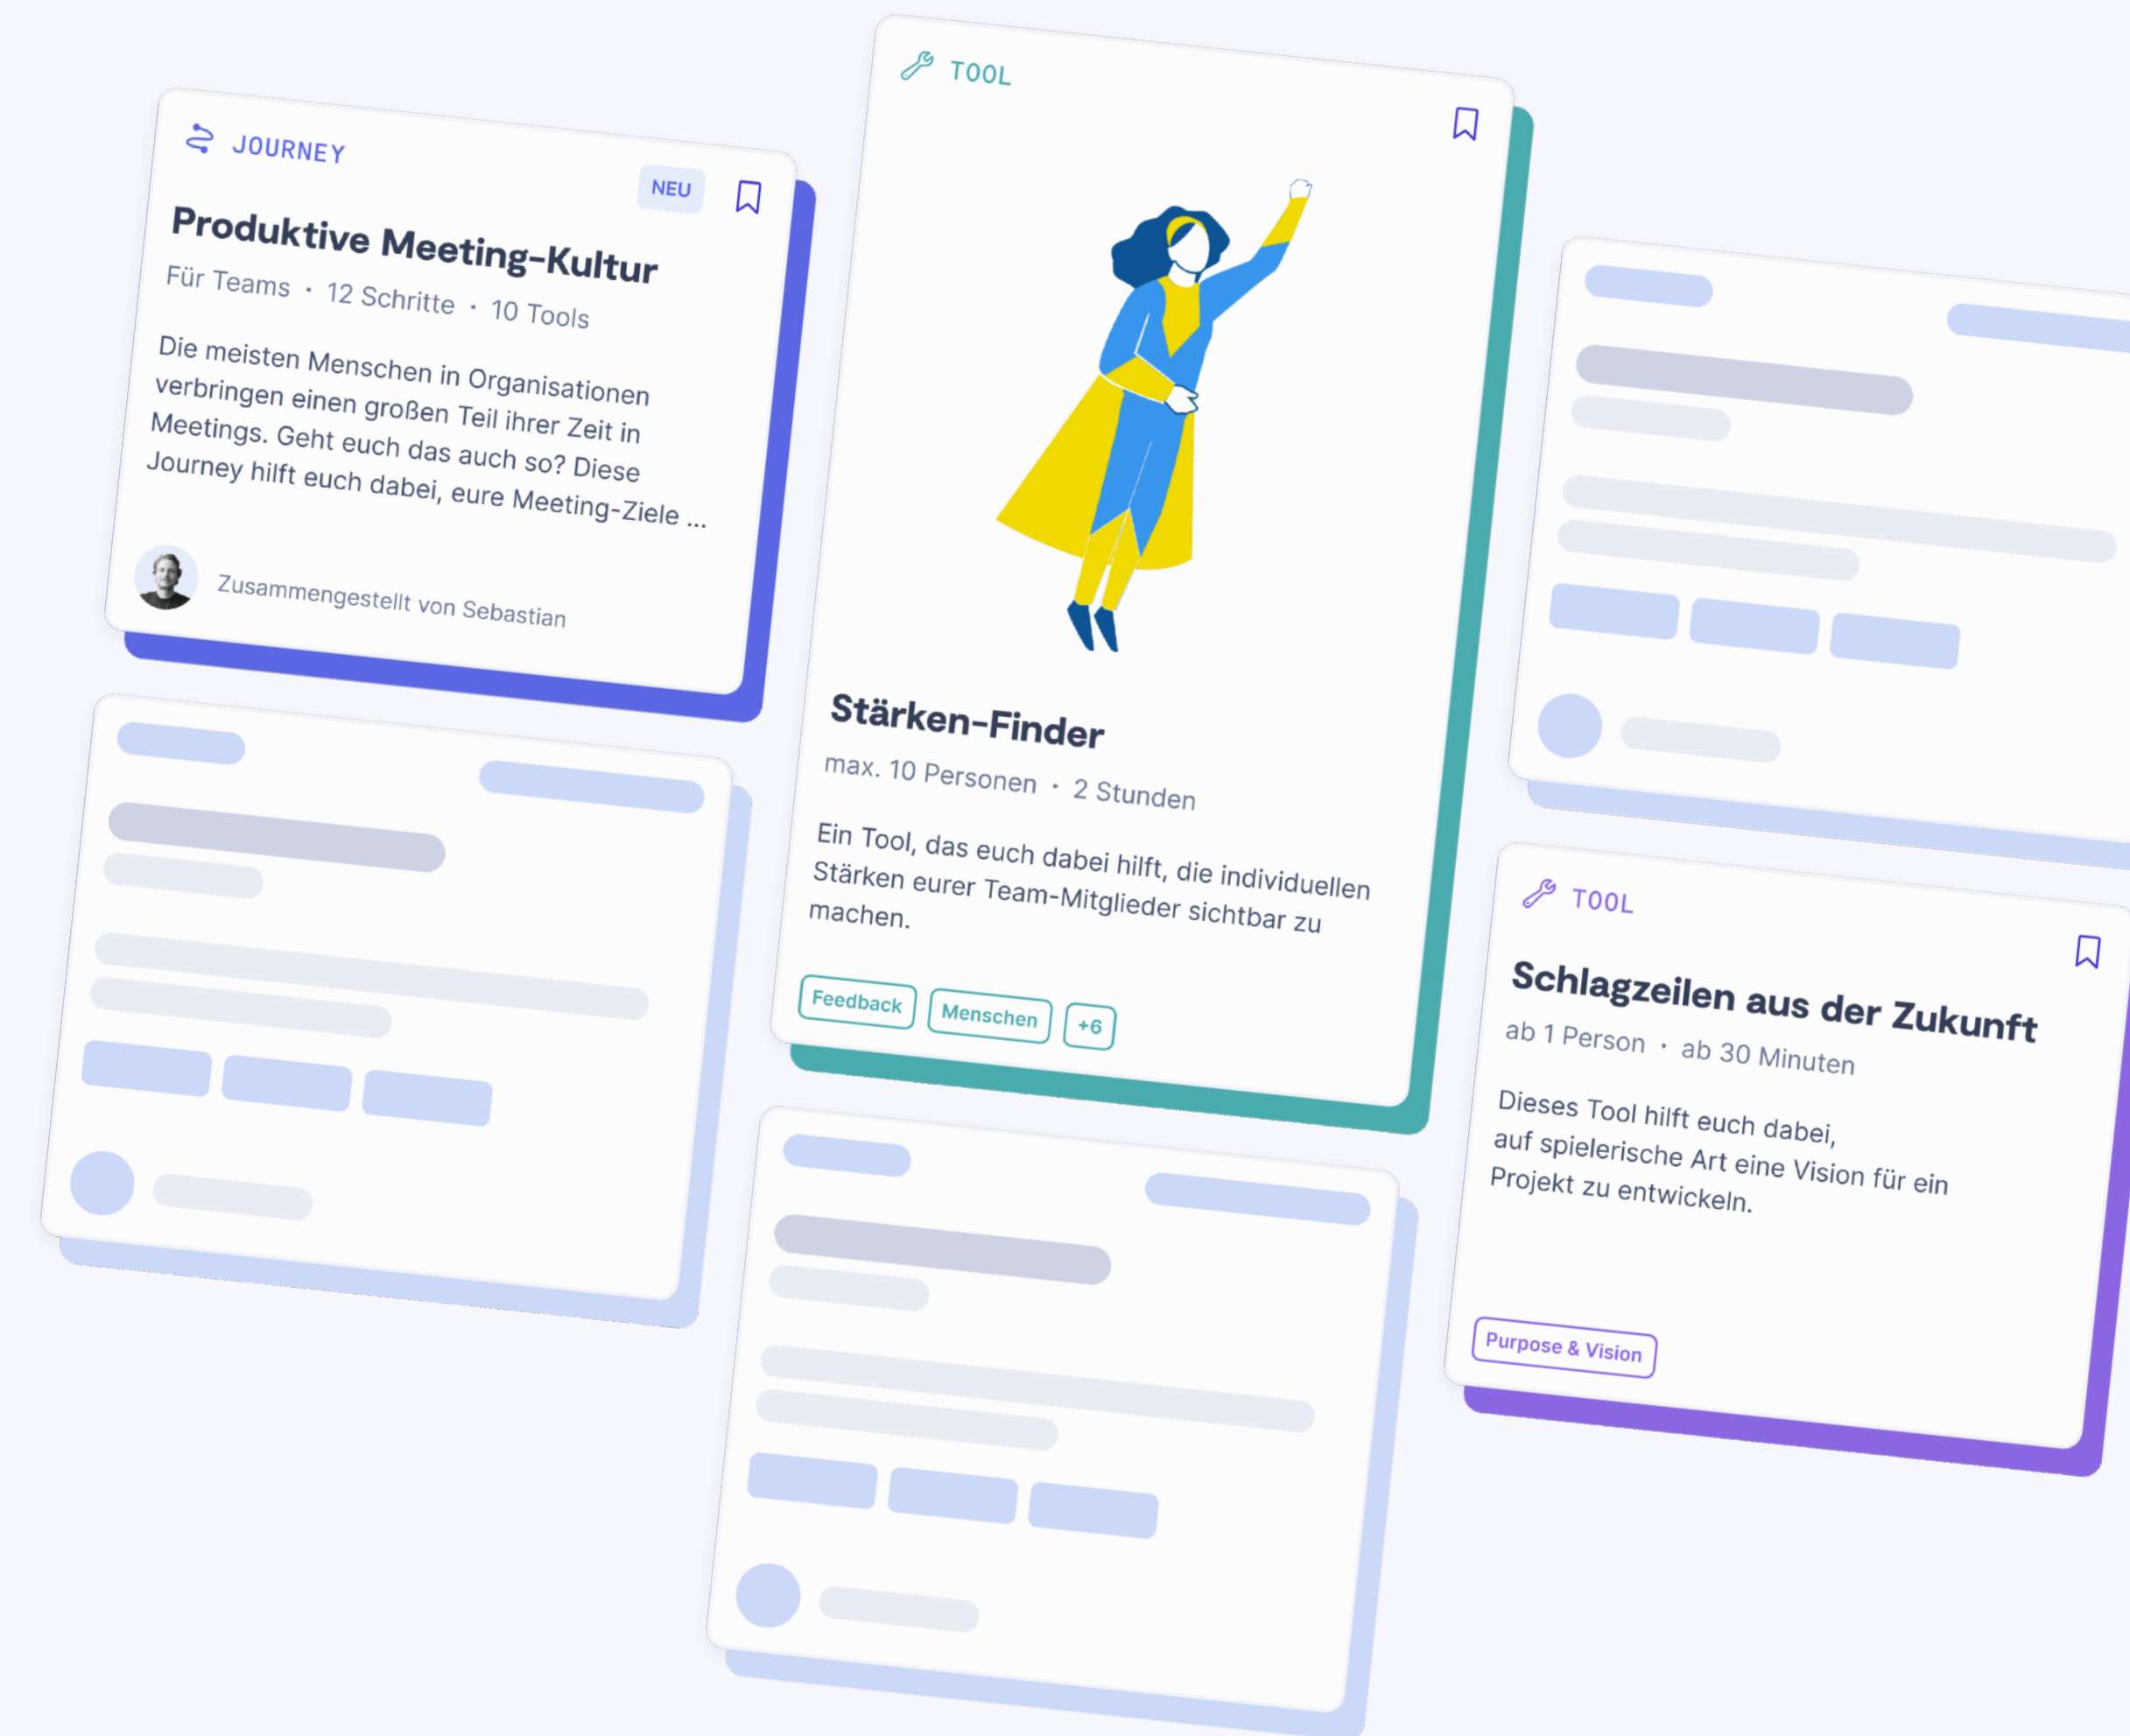 JOURNEY
NEU
Produktive Meeting-Kultur
Für Teams · 12 Schritte · 10 Tools
Die meisten Menschen in Organisationen
verbringen einen großen Teil ihrer Zeit in
Meetings. Geht euch das auch so? Diese
Journey hilft euch dabei, eure Meeting-Ziele ...
Zusammengestellt von Sebastian
TOOL
Stärken-Finder
max. 10 Personen · 2 Stunden
Ein Tool, das euch dabei hilft, die individuellen
Stärken eurer Team-Mitglieder sichtbar zu
machen.
Feedback Menschen +6
TOOL
Schlagzeilen aus der Zukunft
ab 1 Person · ab 30 Minuten
Dieses Tool hilft euch dabei,
auf spielerische Art eine Vision für ein
Projekt zu entwickeln.
Purpose & Vision